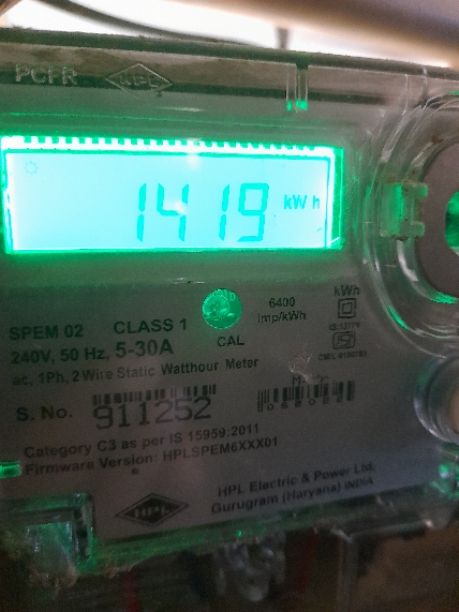 PCFR HPL
1419 kWh
kWh
6400
imp/kWh
SPEM 02 CLASS 1
CAL
240V, 50 Hz, 5-30A
ac, 1Ph, 2 Wire Static Watthour Meter
S. No. 911252
Category C3 as per IS 15959:2011
Firmware Version: HPLSPEM6XXX01
HPL Electric & Power Ltd.
Gurugram (Haryana) INDIA
HPL